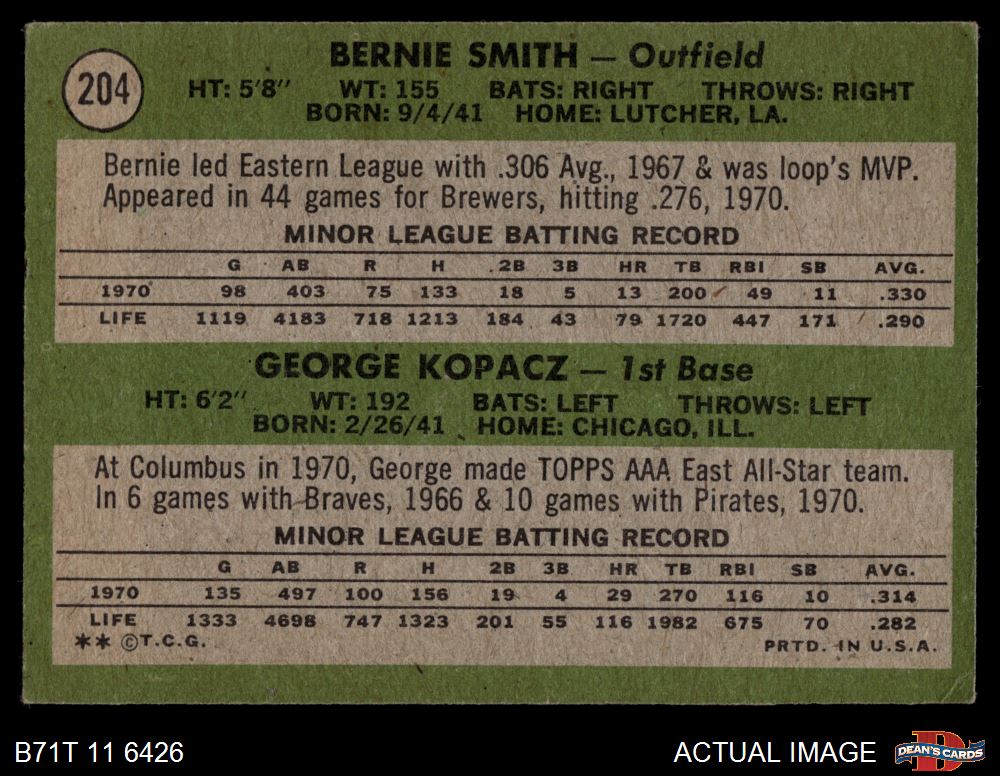 204
BERNIE SMITH — Outfield
HT: 5'8" WT: 155 BATS: RIGHT THROWS: RIGHT
BORN: 9/4/41 HOME: LUTCHER, LA.
Bernie led Eastern League with .306 Avg., 1967 & was loop's MVP.
Appeared in 44 games for Brewers, hitting .276, 1970.
MINOR LEAGUE BATTING RECORD
G AB R H 2B 3B HR TB RBI SB AVG.
1970 98 403 75 133 18 5 13 200 49 11 .330
LIFE 1119 4183 718 1213 184 43 79 1720 447 171 .290
GEORGE KOPACZ — 1st Base
HT: 6'2" WT: 192 BATS: LEFT THROWS: LEFT
BORN: 2/26/41 HOME: CHICAGO, ILL.
At Columbus in 1970, George made TOPPS AAA East All-Star team.
In 6 games with Braves, 1966 & 10 games with Pirates, 1970.
MINOR LEAGUE BATTING RECORD
G AB R H 2B 3B HR TB RBI SB AVG.
1970 135 497 100 156 19 4 29 270 116 10 .314
LIFE 1333 4698 747 1323 201 55 116 1982 675 70 .282
** ©T.C.G. PRTD. IN U.S.A.
B71T 11 6426 ACTUAL IMAGE D DEAN'S CARDS